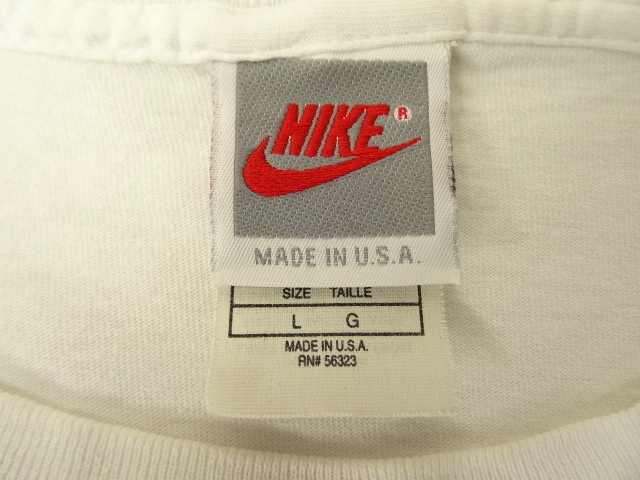 NIKE®
MADE IN U.S.A.
SIZE TAILLE
L G
MADE IN U.S.A.
RN# 56323